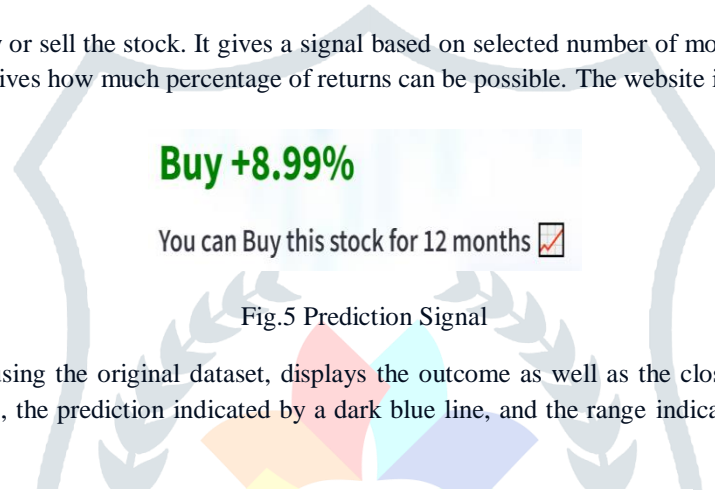 or sell the stock. It gives a signal based on selected number of mo
ives how much percentage of returns can be possible. The website i
Buy +8.99%
You can Buy this stock for 12 months
Fig.5 Prediction Signal
sing the original dataset, displays the outcome as well as the clos
, the prediction indicated by a dark blue line, and the range indica